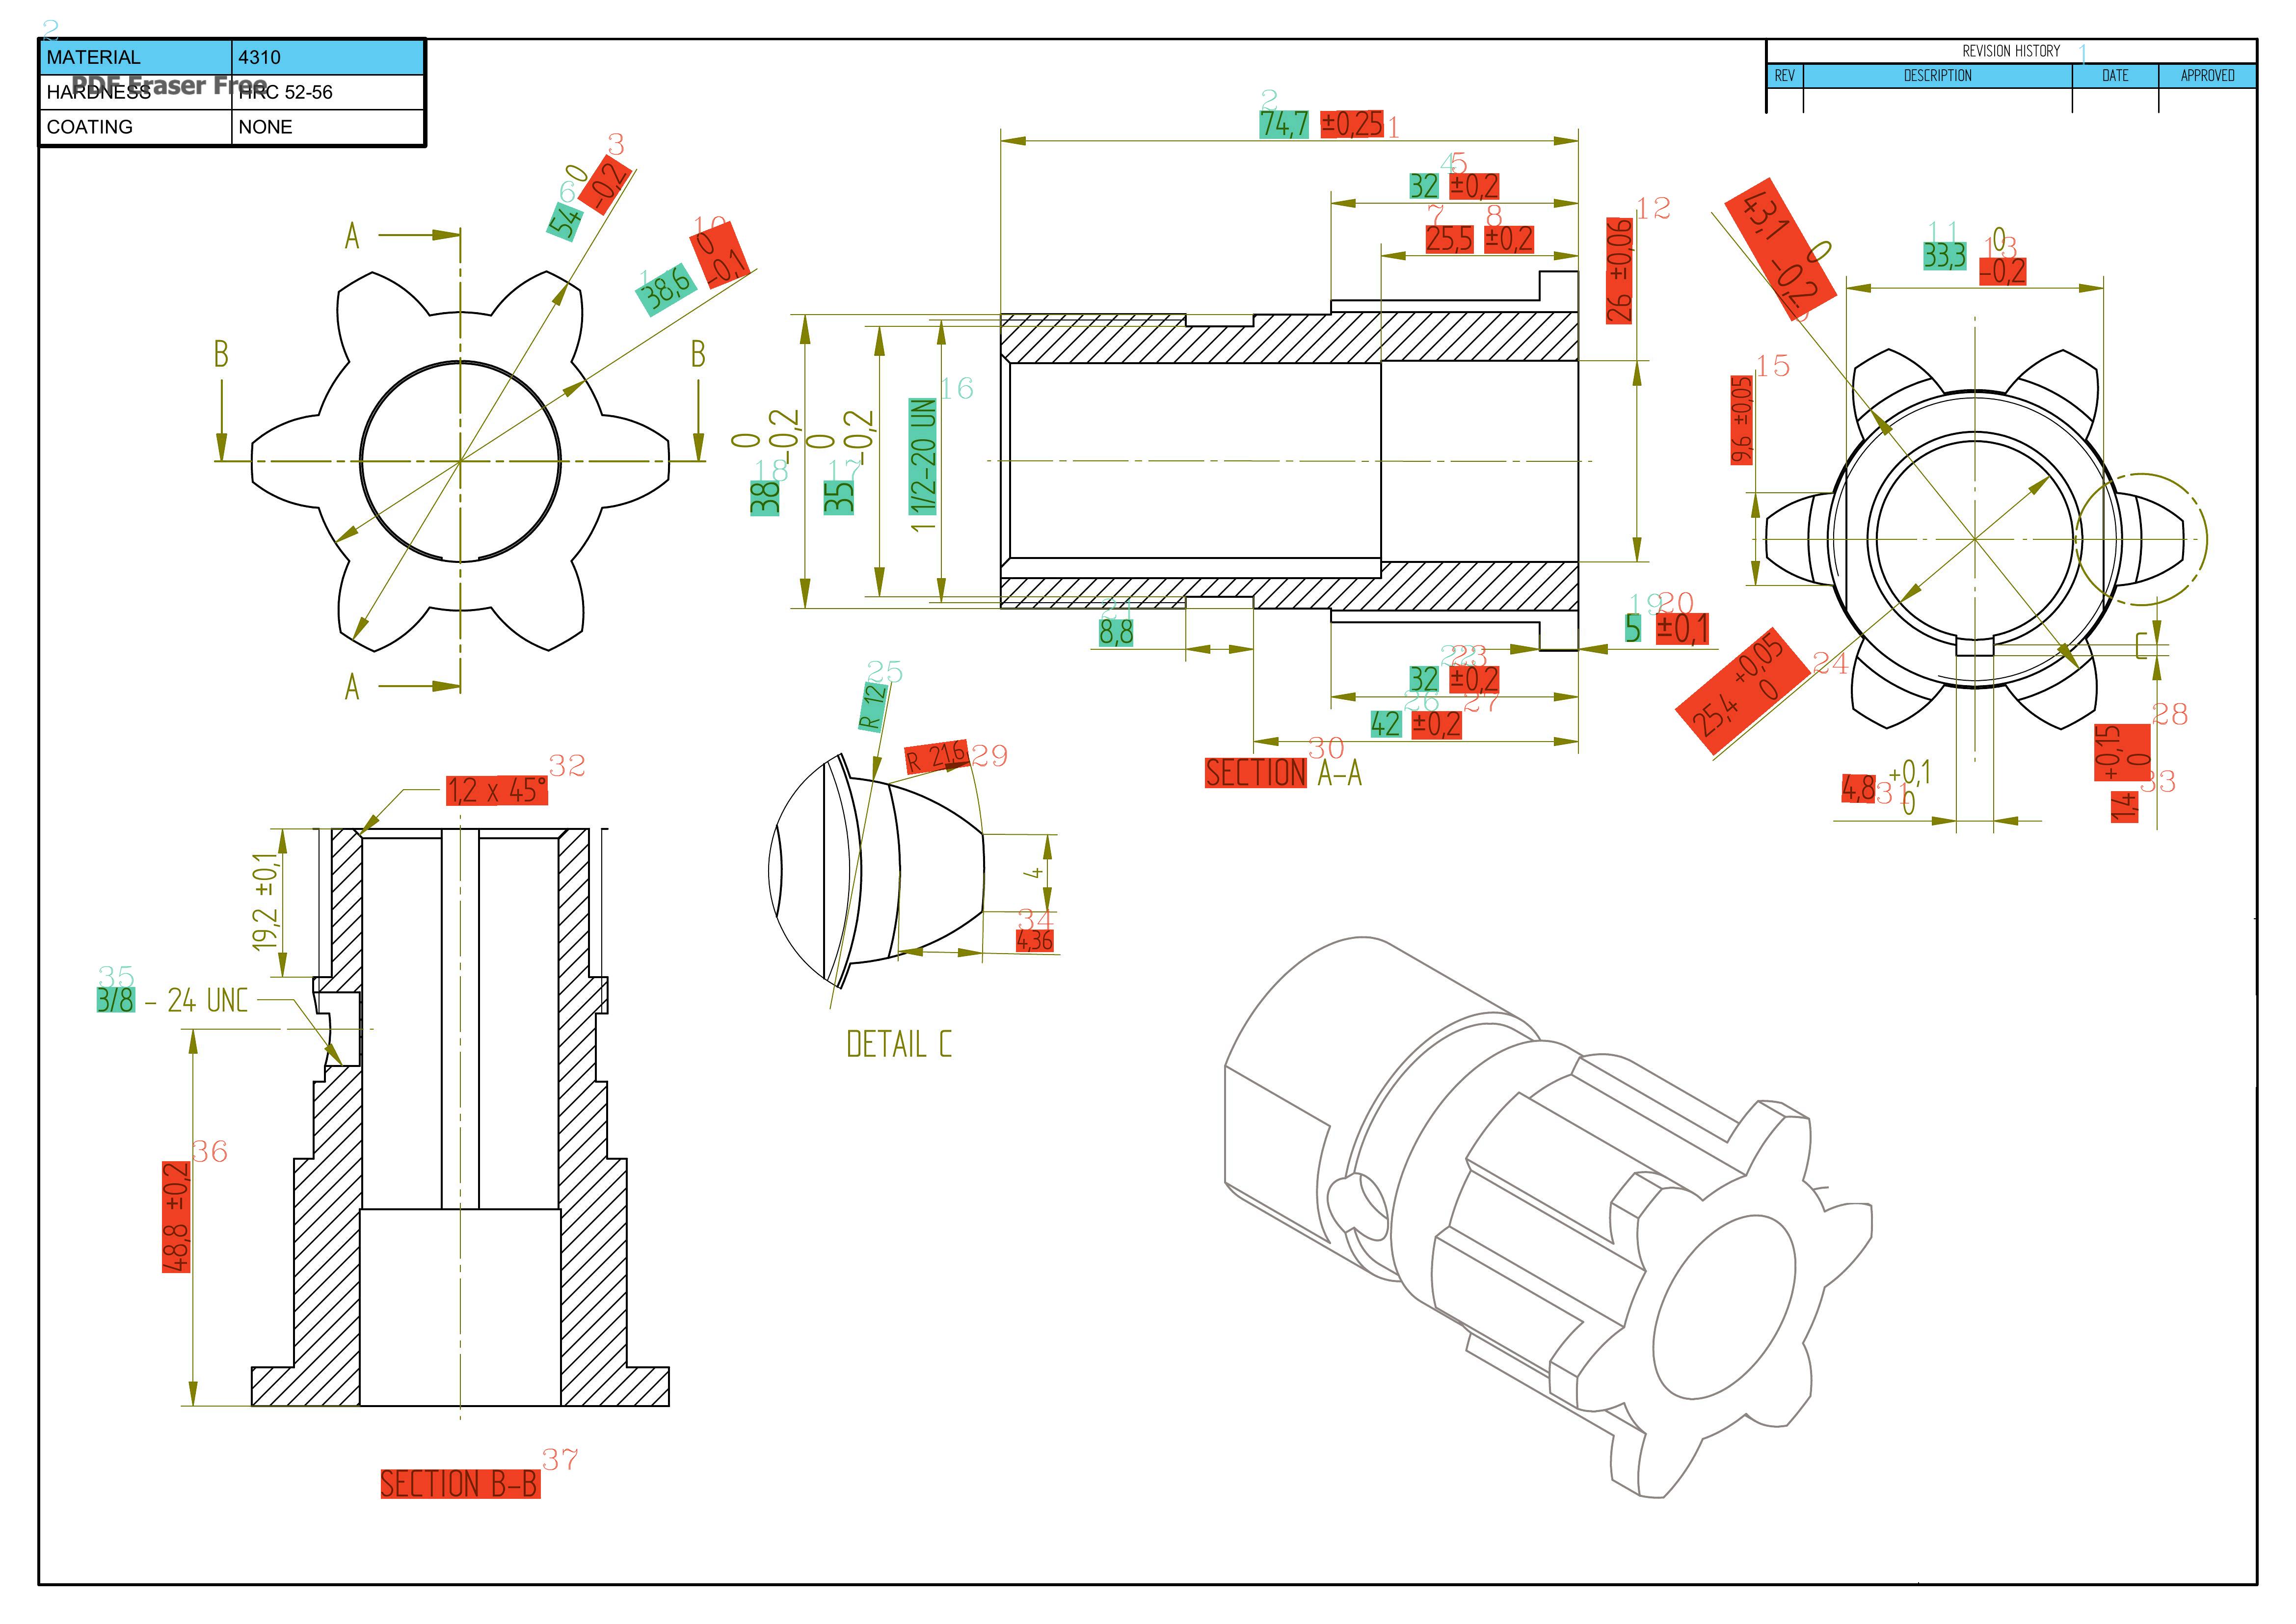 2
MATERIAL 4310
PDF Eraser Free
HARDNESS HRC 52-56
COATING NONE
REVISION HISTORY 1
REV DESCRIPTION DATE APPROVED
3
6
54 0 -0,2
10
38,6 0 -0,1
A
B B
A
2
74,7 ±0,25 1
4 5
32 ±0,2
7 8
25,5 ±0,2
12
26 ±0,06
16
1 1/2-20 UN
18
38 0 -0,2
17
35 0 -0,2
21
8,8
19 20
5 ±0,1
22 23
32 ±0,2
26 27
42 ±0,2
30
SECTION A-A
43,1 0 -0,2
11
33,3 0 -0,2
13
15
9,6 ±0,05
24
25,4 +0,05 0
C
28
+0,15 0
33
1,4
4,8 +0,1 0
31
25
R 12
R 21,6 29
4
34
4,36
DETAIL C
32
1,2 x 45°
19,2 ±0,1
35
3/8 - 24 UNC
36
48,8 ±0,2
37
SECTION B-B